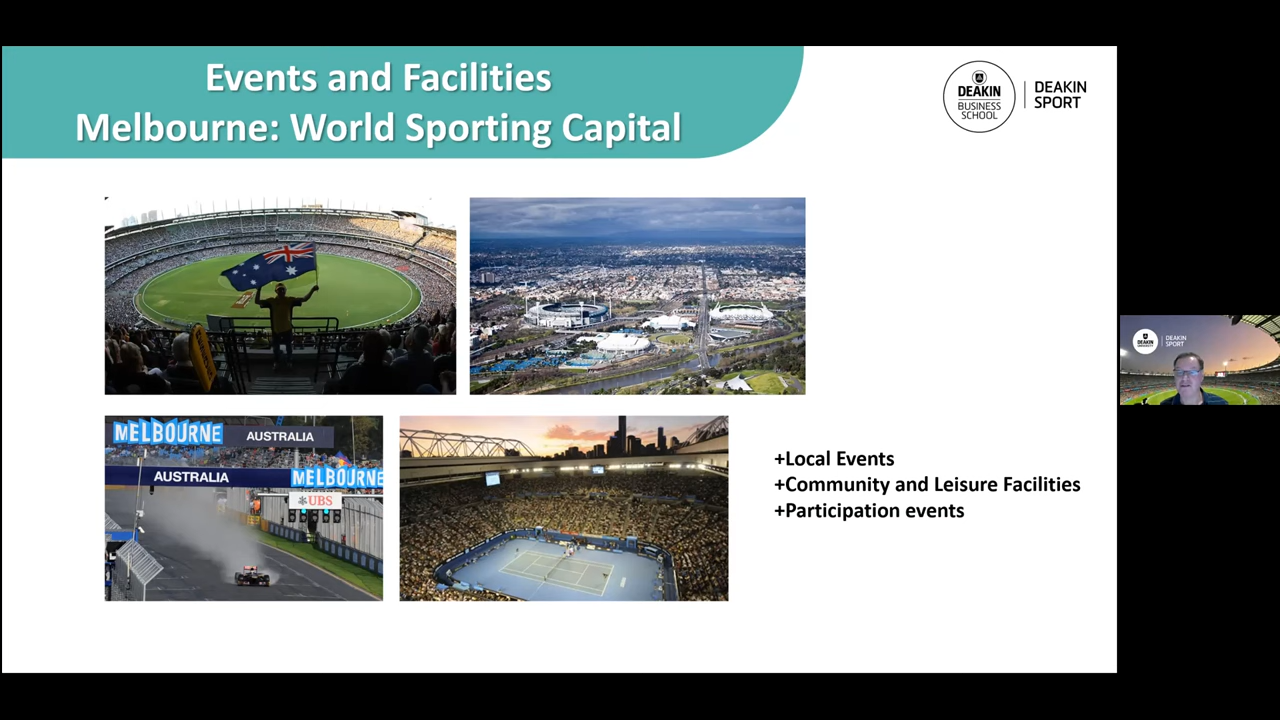 Events and Facilities
Melbourne: World Sporting Capital
DEAKIN
BUSINESS
SCHOOL
DEAKIN
SPORT
MELBOURNE
AUSTRALIA
AUSTRALIA
MELBOURNE
UBS
+Local Events
+Community and Leisure Facilities
+Participation events
DEAKIN
DEAKIN
SPORT